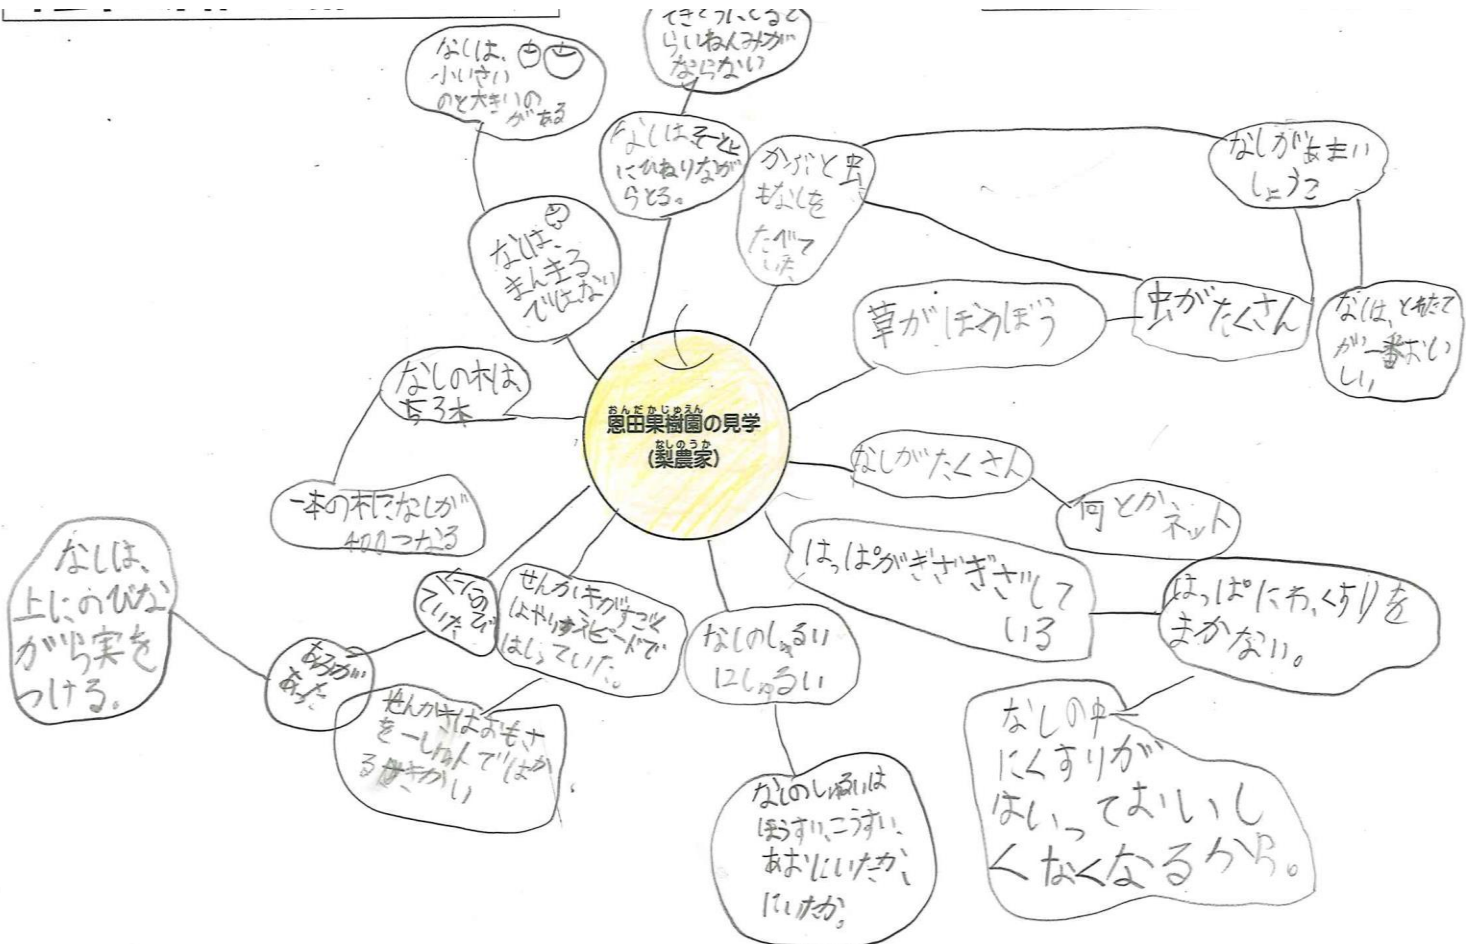 なしは、
小いさい
のと大きいの
がある
てきとうにとると
らいねんみが
ならない
なしは、そーと上
にひねりなが
らとる。
かぶと虫
もなしを
たべて
いた
なしがあまい
しょうこ
なしは、
まん丸る
ではない
草がぼうぼう
虫がたくさん
なしは、とれたて
が一番おい
しい
なしの木は、
53本
おんだかじゅえん
恩田果樹園の見学
なしのうか
(梨農家)
なしがたくさん
何とか
ネット
一本の木になしが
400つなる
はっぱがぎざぎざして
いる
はっぱにわ、くすりを
まかない。
なしは、
上にのびな
がら実を
つける。
ていた
せんかきがすごく
はやいすスピードで
はしっていた。
なしのしゅるい
12しゅるい
あみが
あった
せんかきはおもさ
を一しゅんではか
るきかい
なしの中
にくすりが
はいっておいし
くなくなるから。
なしのしゅるいは
ほうすい、こうすい、
あたい、
にいたか。